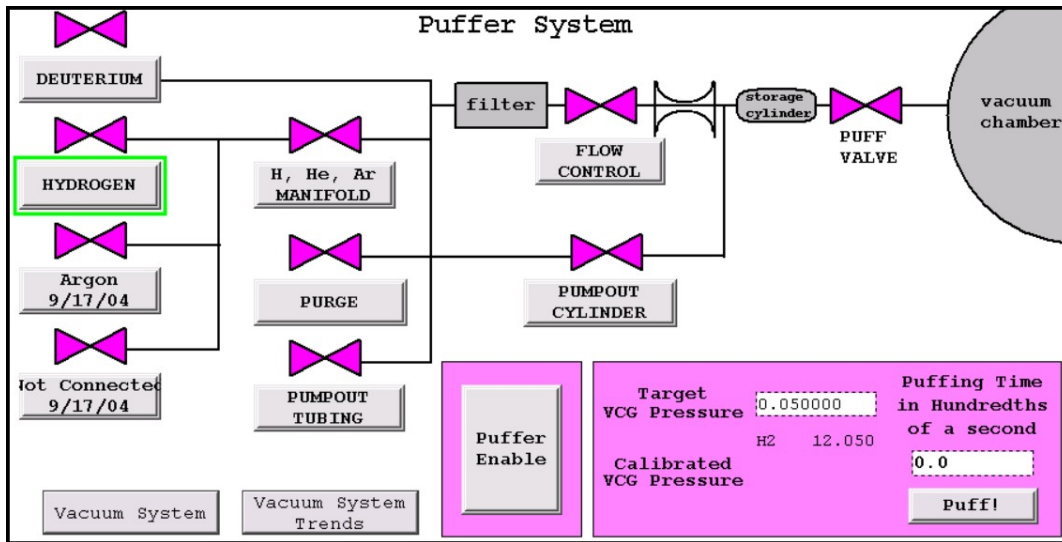 Puffer System
DEUTERIUM
filter
storage
cylinder
vacuum
chamber
PUFF
VALVE
HYDROGEN
H, He, Ar
MANIFOLD
FLOW
CONTROL
Argon
9/17/04
PURGE
PUMPOUT
CYLINDER
Not Connected
9/17/04
PUMPOUT
TUBING
Puffer
Enable
Target
VCG Pressure
0.050000
H2 12.050
Calibrated
VCG Pressure
Puffing Time
in Hundredths
of a second
0.0
Puff!
Vacuum System
Vacuum System
Trends